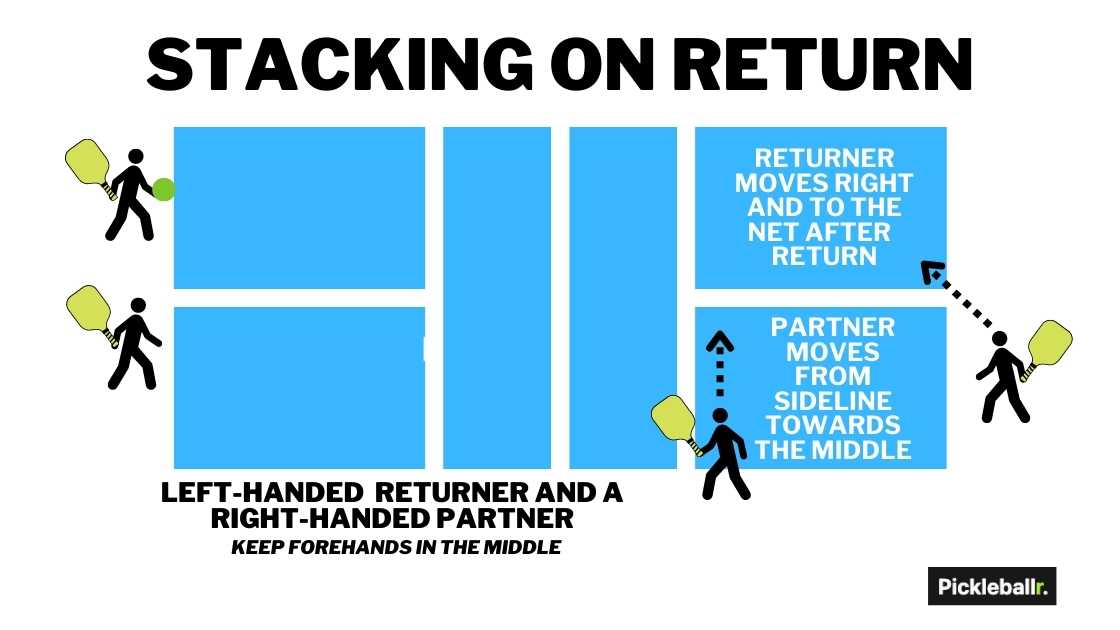 STACKING ON RETURN
RETURNER
MOVES RIGHT
AND TO THE
NET AFTER
RETURN
PARTNER
MOVES
FROM
SIDELINE
TOWARDS
THE MIDDLE
LEFT-HANDED RETURNER AND A
RIGHT-HANDED PARTNER
KEEP FOREHANDS IN THE MIDDLE
Pickleballr.